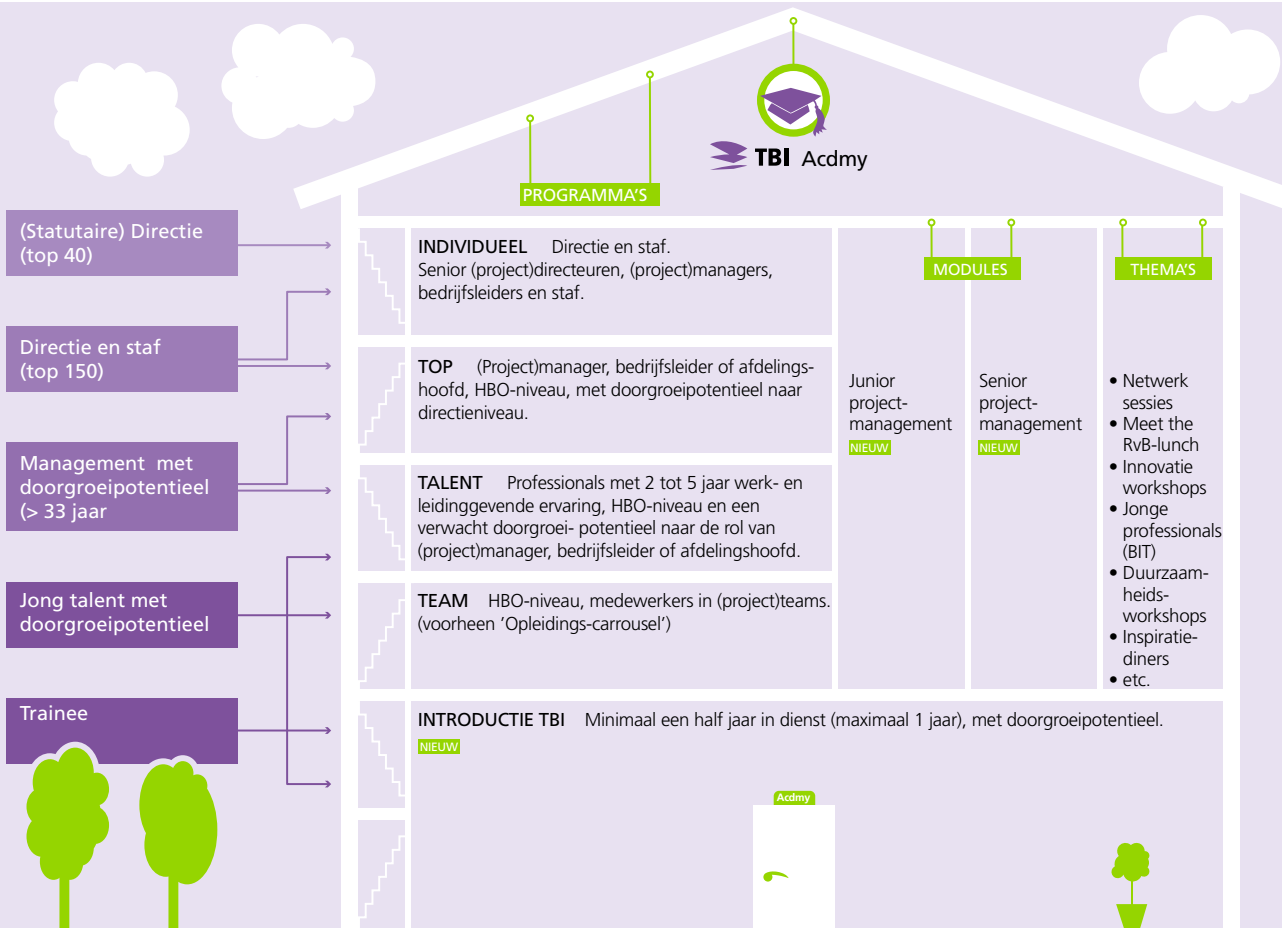 TBI Acdmy
PROGRAMMA'S
(Statutaire) Directie
(top 40)
Directie en staf
(top 150)
Management met
doorgroeipotentieel
(> 33 jaar
Jong talent met
doorgroeipotentieel
Trainee
INDIVIDUEEL Directie en staf.
Senior (project)directeuren, (project)managers,
bedrijfsleiders en staf.
TOP (Project)manager, bedrijfsleider of afdelings-
hoofd, HBO-niveau, met doorgroeipotentieel naar
directieniveau.
TALENT Professionals met 2 tot 5 jaar werk- en
leidinggevende ervaring, HBO-niveau en een
verwacht doorgroei- potentieel naar de rol van
(project)manager, bedrijfsleider of afdelingshoofd.
TEAM HBO-niveau, medewerkers in (project)teams.
(voorheen 'Opleidings-carrousel')
MODULES
Junior
project-
management
NIEUW
Senior
project-
management
NIEUW
THEMA'S
• Netwerk
sessies
• Meet the
RvB-lunch
• Innovatie
workshops
• Jonge
professionals
(BIT)
• Duurzaam-
heids-
workshops
• Inspiratie-
diners
• etc.
INTRODUCTIE TBI Minimaal een half jaar in dienst (maximaal 1 jaar), met doorgroeipotentieel.
NIEUW
Acdmy